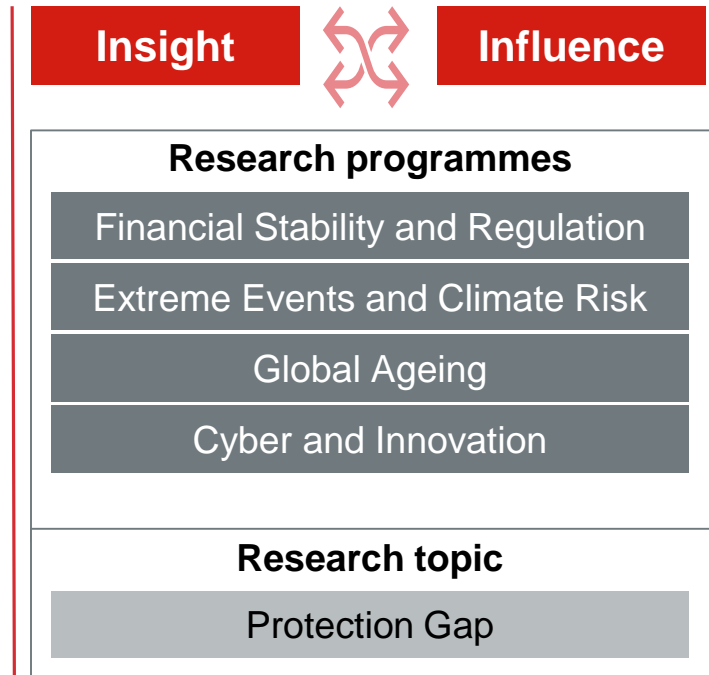 Insight
Influence
Research programmes
Financial Stability and Regulation
Extreme Events and Climate Risk
Global Ageing
Cyber and Innovation
Research topic
Protection Gap